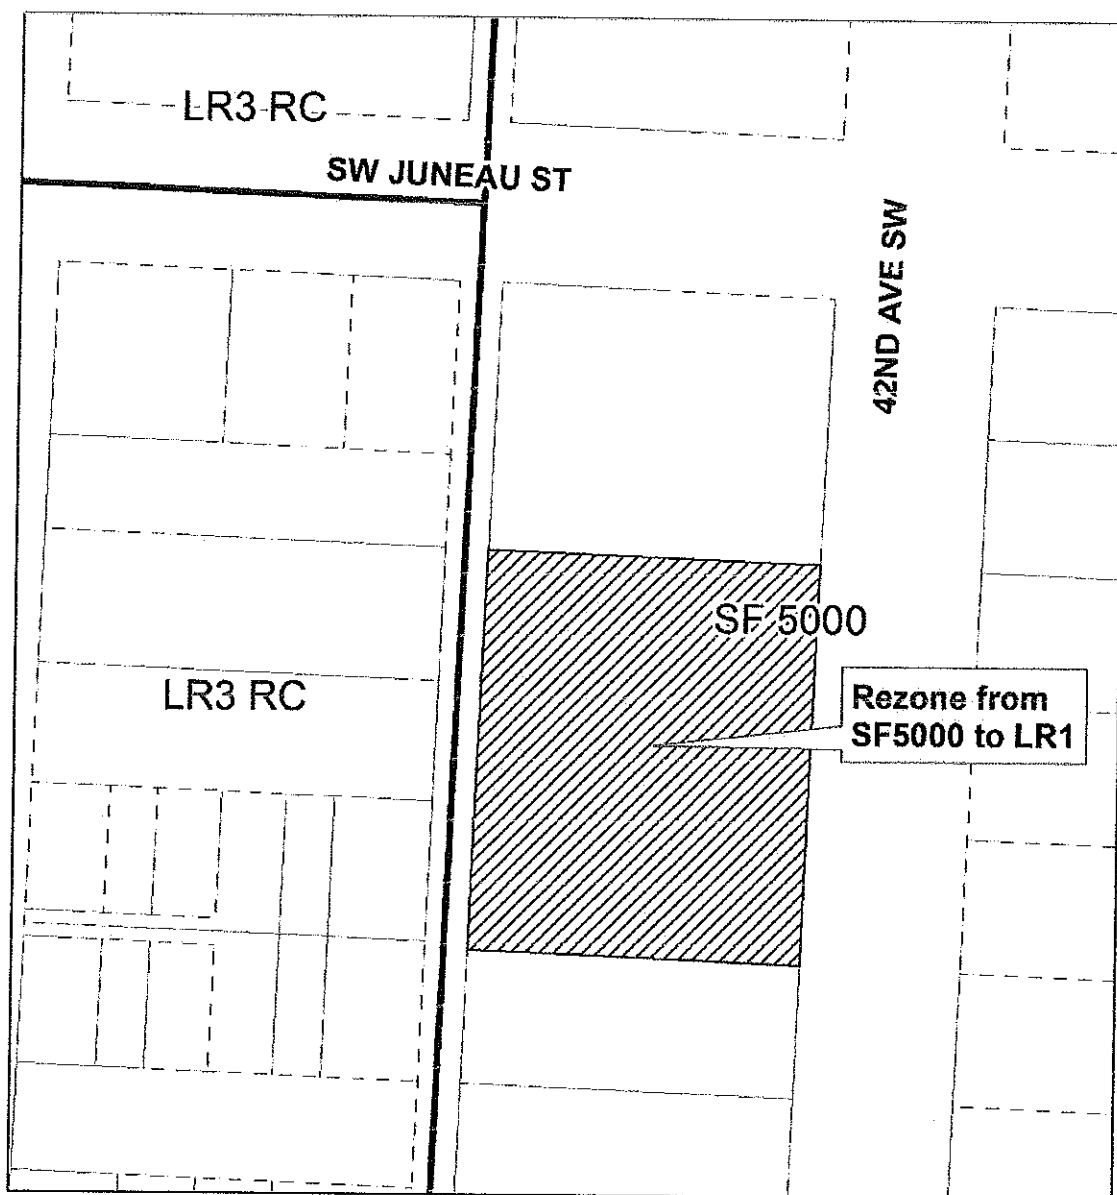 LR3 RC
SW JUNEAU ST
42ND AVE SW
SF 5000
LR3 RC
Rezone from
SF5000 to LR1